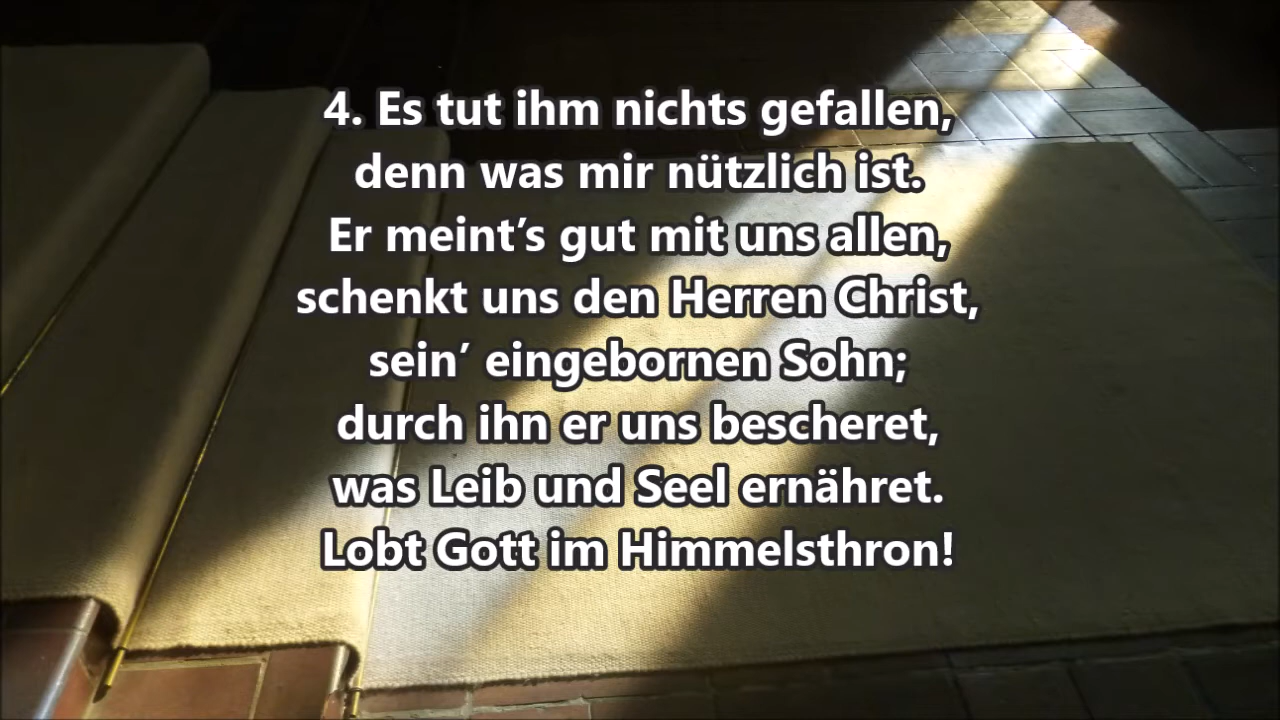 4. Es tut ihm nichts gefallen,
denn was mir nützlich ist.
Er meint’s gut mit uns allen,
schenkt uns den Herren Christ,
sein’ eingebornen Sohn;
durch ihn er uns bescheret,
was Leib und Seel ernähret.
Lobt Gott im Himmelsthron!